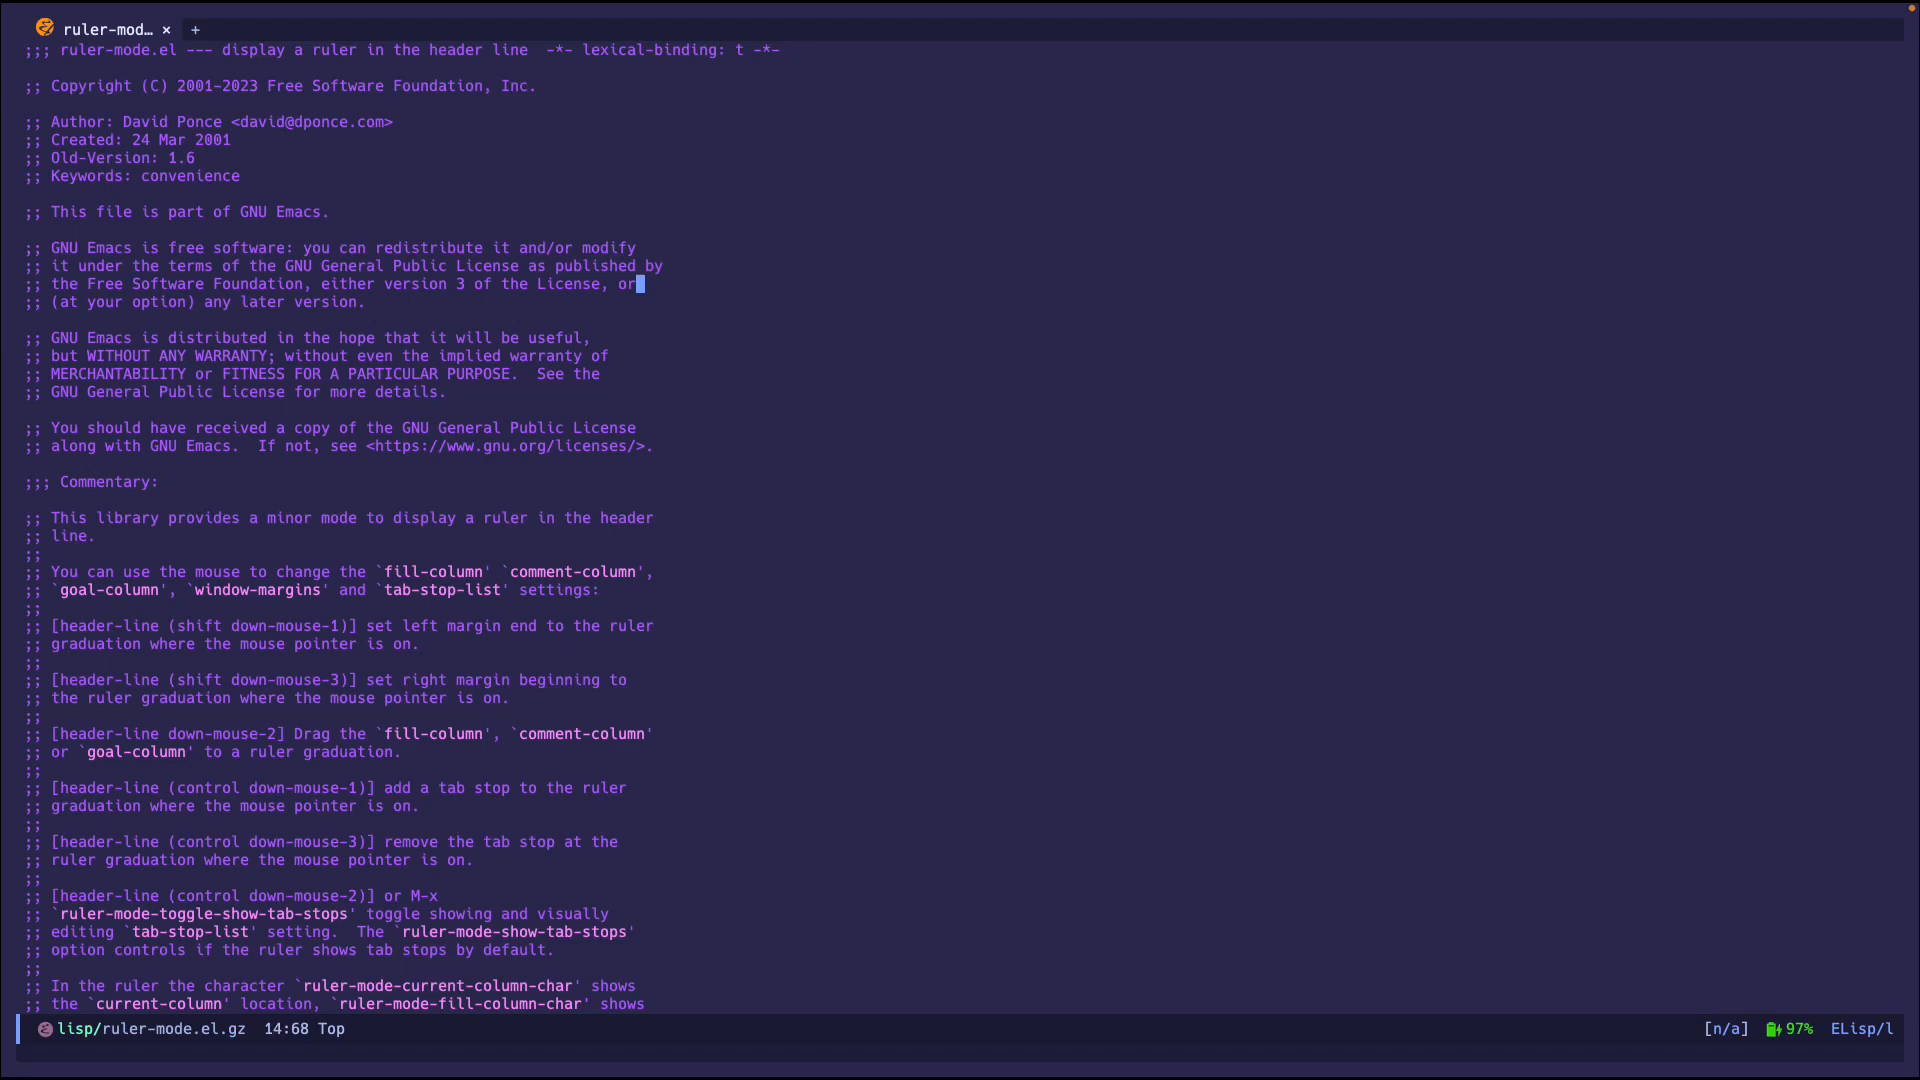 ruler-mod… × +
;;; ruler-mode.el --- display a ruler in the header line  -*- lexical-binding: t -*-

;; Copyright (C) 2001-2023 Free Software Foundation, Inc.

;; Author: David Ponce <david@dponce.com>
;; Created: 24 Mar 2001
;; Old-Version: 1.6
;; Keywords: convenience

;; This file is part of GNU Emacs.

;; GNU Emacs is free software: you can redistribute it and/or modify
;; it under the terms of the GNU General Public License as published by
;; the Free Software Foundation, either version 3 of the License, or
;; (at your option) any later version.

;; GNU Emacs is distributed in the hope that it will be useful,
;; but WITHOUT ANY WARRANTY; without even the implied warranty of
;; MERCHANTABILITY or FITNESS FOR A PARTICULAR PURPOSE.  See the
;; GNU General Public License for more details.

;; You should have received a copy of the GNU General Public License
;; along with GNU Emacs.  If not, see <https://www.gnu.org/licenses/>.

;;; Commentary:

;; This library provides a minor mode to display a ruler in the header
;; line.
;;
;; You can use the mouse to change the `fill-column' `comment-column',
;; `goal-column', `window-margins' and `tab-stop-list' settings:
;;
;; [header-line (shift down-mouse-1)] set left margin end to the ruler
;; graduation where the mouse pointer is on.
;;
;; [header-line (shift down-mouse-3)] set right margin beginning to
;; the ruler graduation where the mouse pointer is on.
;;
;; [header-line down-mouse-2] Drag the `fill-column', `comment-column'
;; or `goal-column' to a ruler graduation.
;;
;; [header-line (control down-mouse-1)] add a tab stop to the ruler
;; graduation where the mouse pointer is on.
;;
;; [header-line (control down-mouse-3)] remove the tab stop at the
;; ruler graduation where the mouse pointer is on.
;;
;; [header-line (control down-mouse-2)] or M-x
;; `ruler-mode-toggle-show-tab-stops' toggle showing and visually
;; editing `tab-stop-list' setting.  The `ruler-mode-show-tab-stops'
;; option controls if the ruler shows tab stops by default.
;;
;; In the ruler the character `ruler-mode-current-column-char' shows
;; the `current-column' location, `ruler-mode-fill-column-char' shows
lisp/ruler-mode.el.gz  14:68 Top  [n/a]  97%  ELisp/l